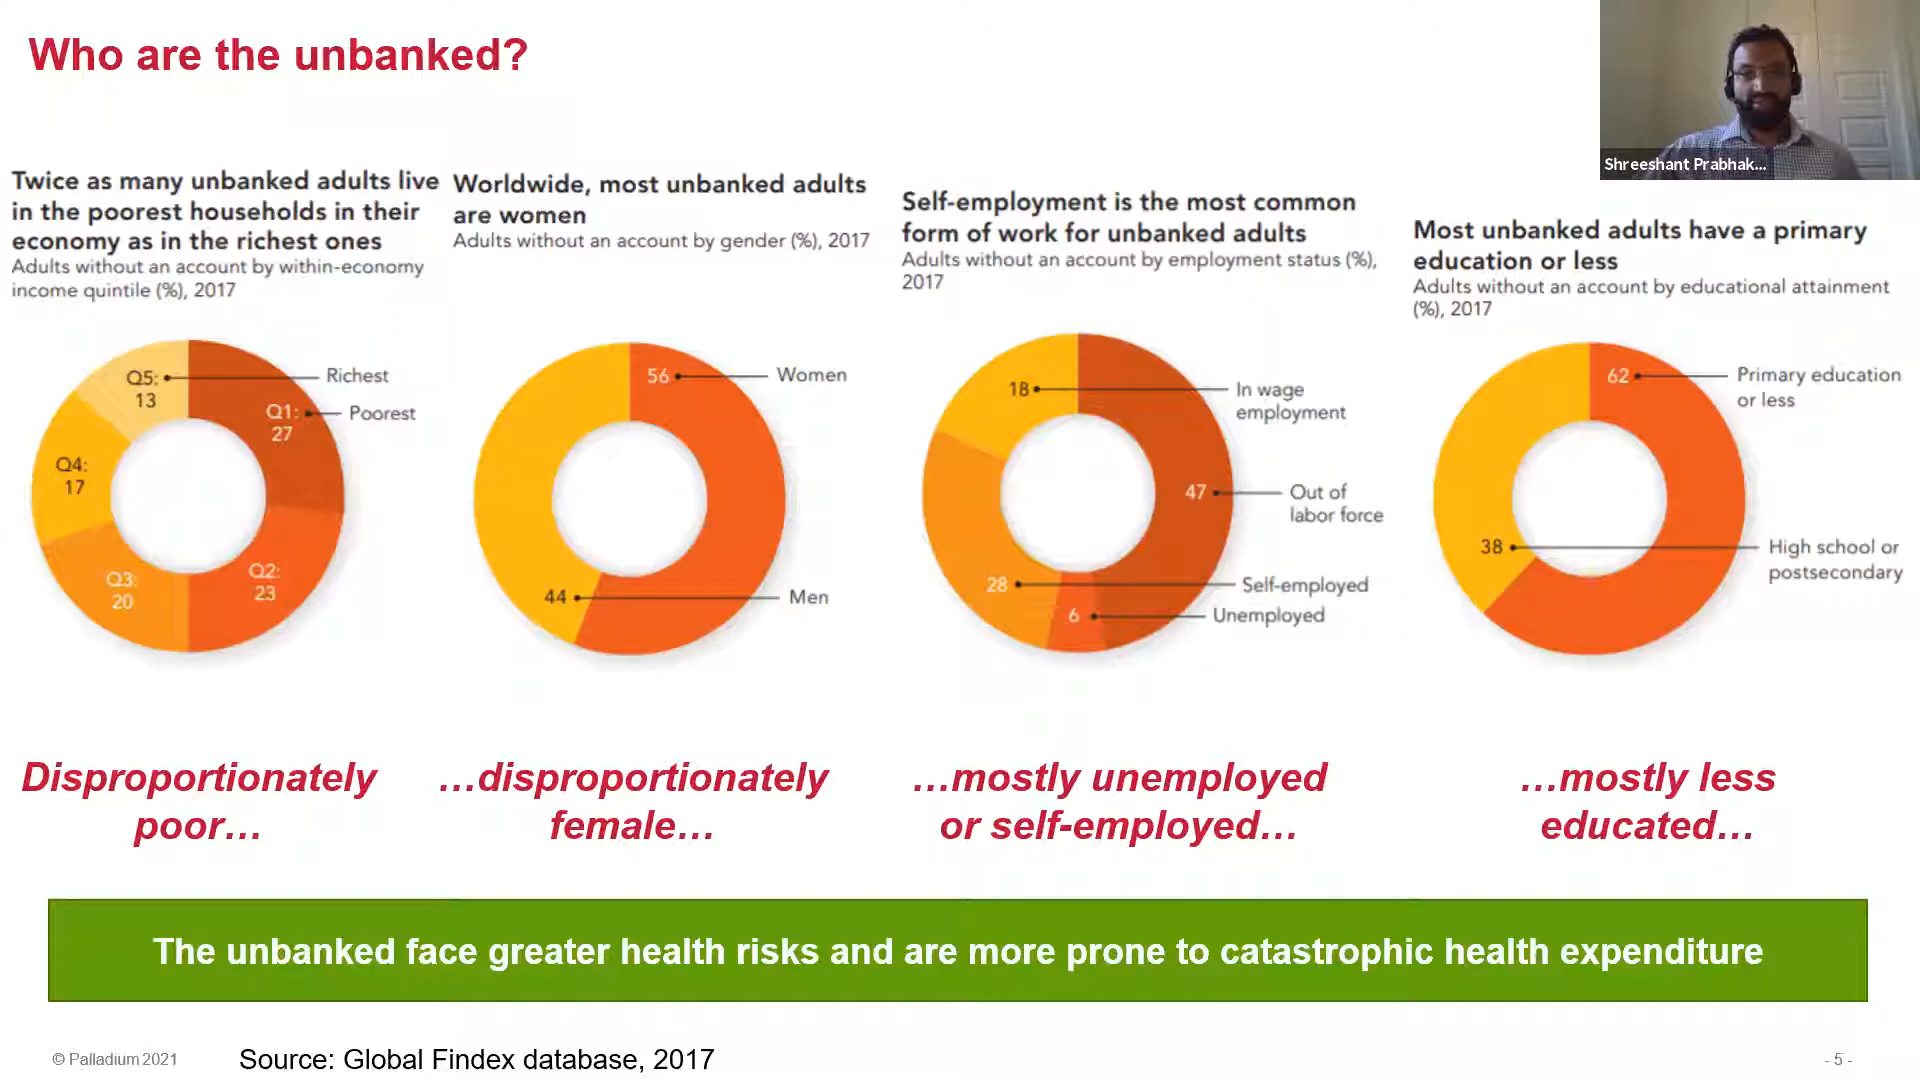 Who are the unbanked?
Shreeshant Prabhak...
Twice as many unbanked adults live
in the poorest households in their
economy as in the richest ones
Adults without an account by within-economy
income quintile (%), 2017
Q5:
13
Richest
Q1:
27
Poorest
Q4:
17
Q3:
20
Q2:
23
Worldwide, most unbanked adults
are women
Adults without an account by gender (%), 2017
56
Women
44
Men
Self-employment is the most common
form of work for unbanked adults
Adults without an account by employment status (%),
2017
18
In wage
employment
47
Out of
labor force
28
Self-employed
6
Unemployed
Most unbanked adults have a primary
education or less
Adults without an account by educational attainment
(%), 2017
62
Primary education
or less
38
High school or
postsecondary
Disproportionately
poor…
…disproportionately
female…
…mostly unemployed
or self-employed…
…mostly less
educated…
The unbanked face greater health risks and are more prone to catastrophic health expenditure
© Palladium 2021
Source: Global Findex database, 2017
- 5 -